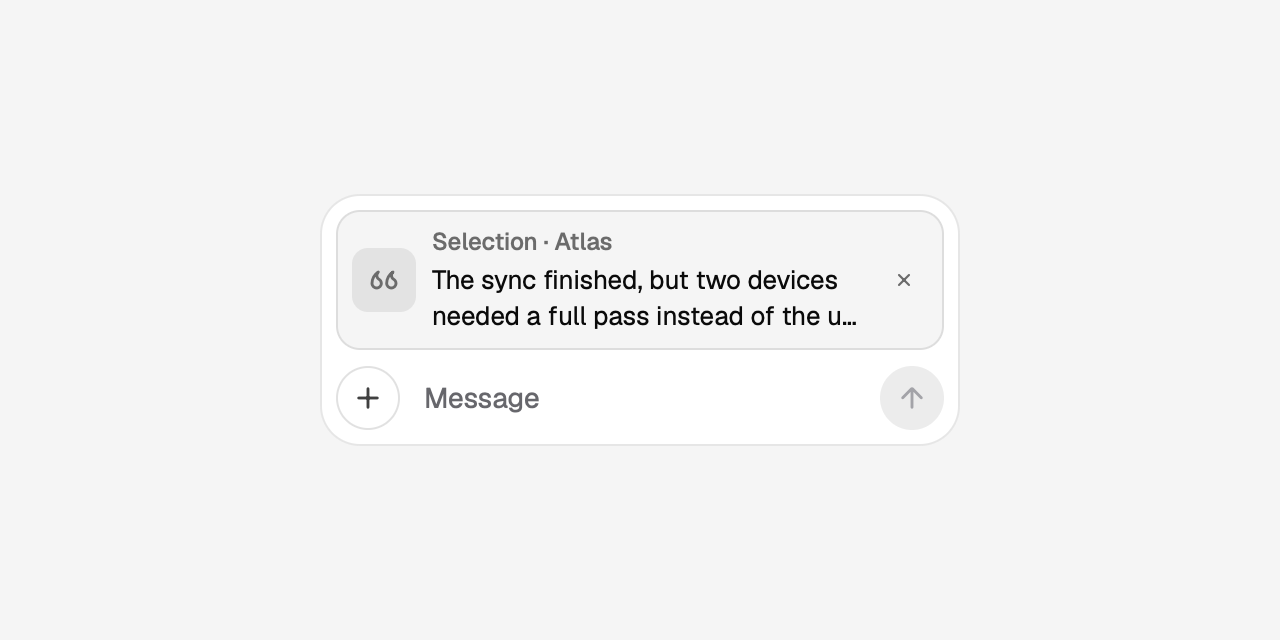 Selection · Atlas
The sync finished, but two devices
needed a full pass instead of the u...
Message